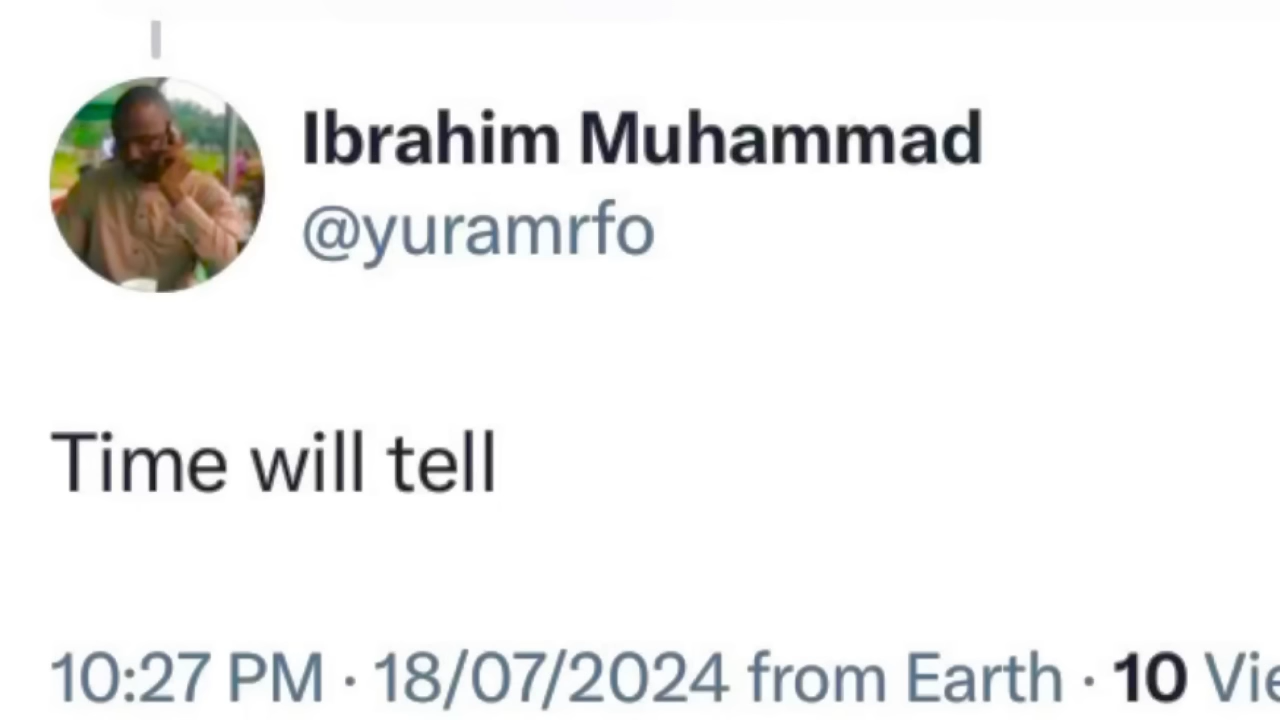 Ibrahim Muhammad
@yuramrfo
Time will tell
10:27 PM · 18/07/2024 from Earth · 10